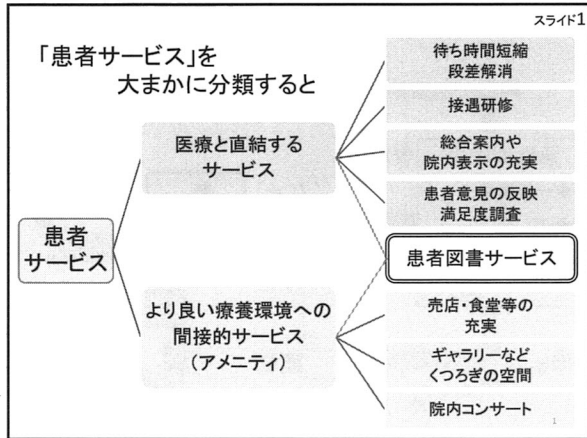 スライド1
「患者サービス」を
大まかに分類すると
患者
サービス
医療と直結する
サービス
より良い療養環境への
間接的サービス
（アメニティ）
待ち時間短縮
段差解消
接遇研修
総合案内や
院内表示の充実
患者意見の反映
満足度調査
患者図書サービス
売店・食堂等の
充実
ギャラリーなど
くつろぎの空間
院内コンサート
1